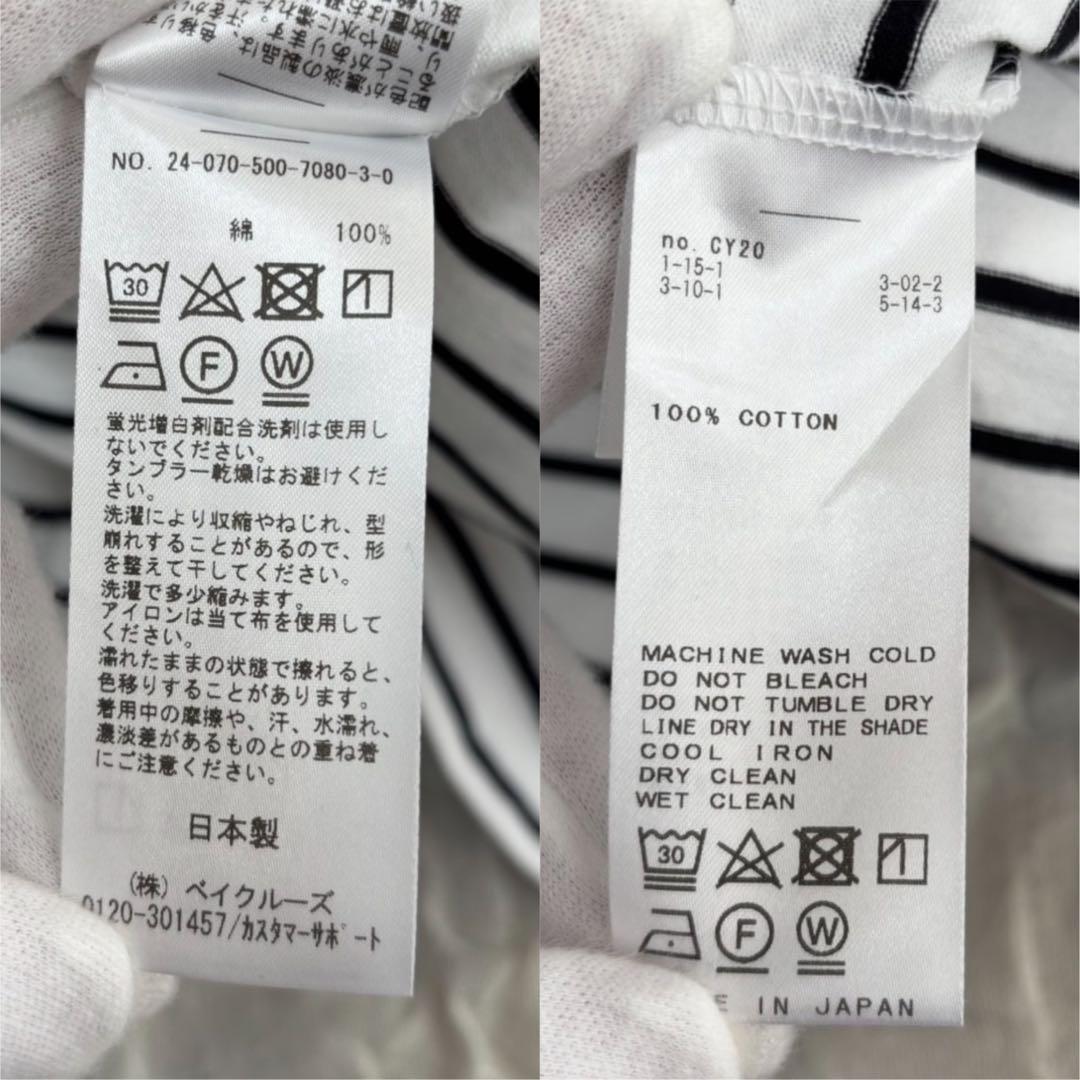 NO. 24-070-500-7080-3-0
綿 100%
30
F W
蛍光増白剤配合洗剤は使用し
ないでください。
タンブラー乾燥はお避けくだ
さい。
洗濯により収縮やねじれ、型
崩れすることがあるので、形
を整えて干してください。
洗濯で多少縮みます。
アイロンは当て布を使用して
ください。
濡れたままの状態で擦れると、
色移りすることがあります。
着用中の摩擦や、汗、水濡れ、
濃淡差があるものとの重ね着
にご注意ください。
日本製
(株) ベイクルーズ
0120-301457/カスタマーサポート
no. CY20
1-15-1 3-02-2
3-10-1 5-14-3
100% COTTON
MACHINE WASH COLD
DO NOT BLEACH
DO NOT TUMBLE DRY
LINE DRY IN THE SHADE
COOL IRON
DRY CLEAN
WET CLEAN
30
F W
IN JAPAN